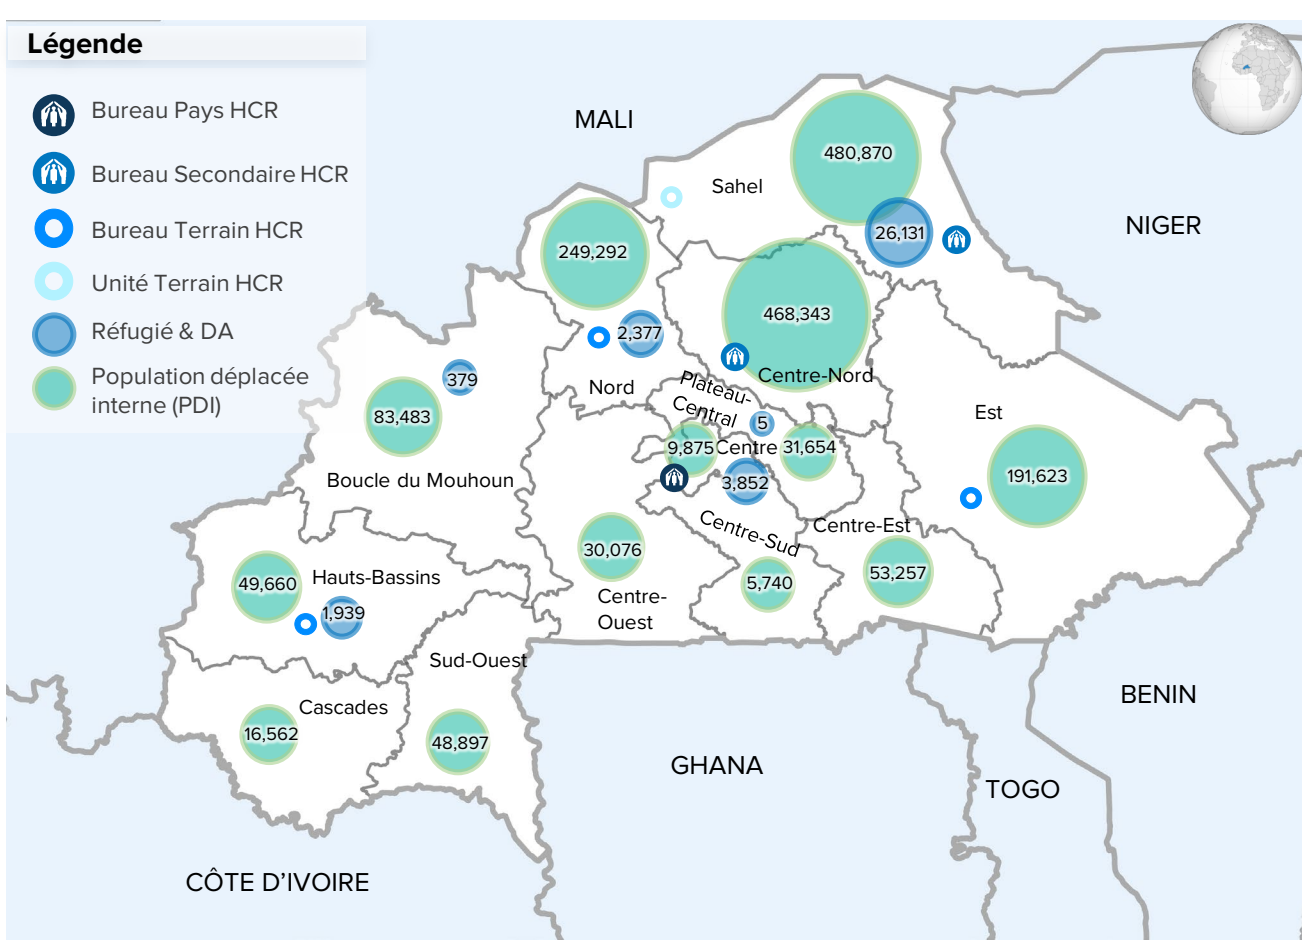 Légende
Bureau Pays HCR
Bureau Secondaire HCR
Bureau Terrain HCR
Unité Terrain HCR
Réfugié & DA
Population déplacée
interne (PDI)
MALI
480,870
Sahel
NIGER
26,131
249,292
468,343
2,377
Centre-Nord
379
Nord
Plateau-
Central
83,483
5
Est
9,875
Centre
31,654
191,623
Boucle du Mouhoun
3,852
Centre-Sud
Centre-Est
30,076
53,257
5,740
49,660
Hauts-Bassins
1,939
Centre-
Ouest
Sud-Ouest
Cascades
16,562
48,897
BENIN
GHANA
TOGO
CÔTE D'IVOIRE